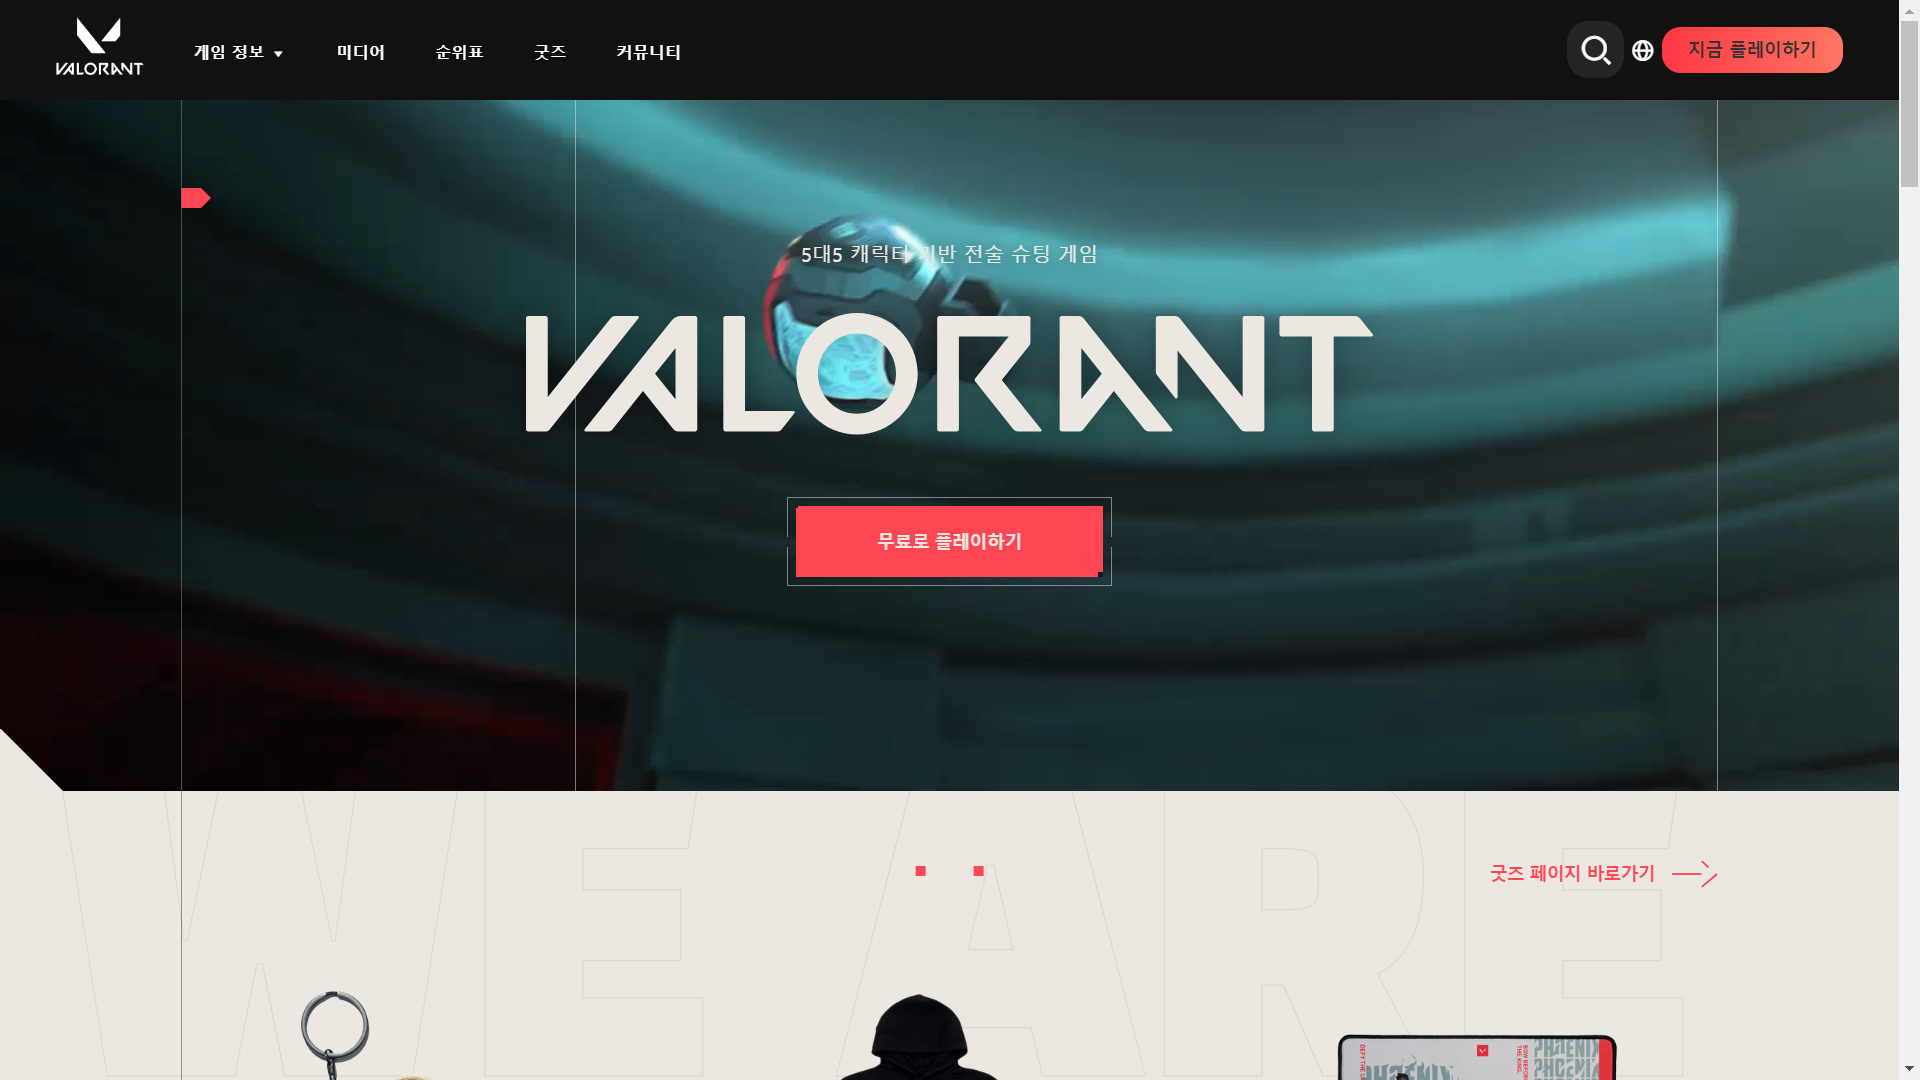 VALORANT
게임 정보
미디어
순위표
굿즈
커뮤니티
지금 플레이하기
5대5 캐릭터 기반 전술 슈팅 게임
VALORANT
무료로 플레이하기
WE ARE
굿즈 페이지 바로가기
PHOENIX
PHOENIX
PHOENIX